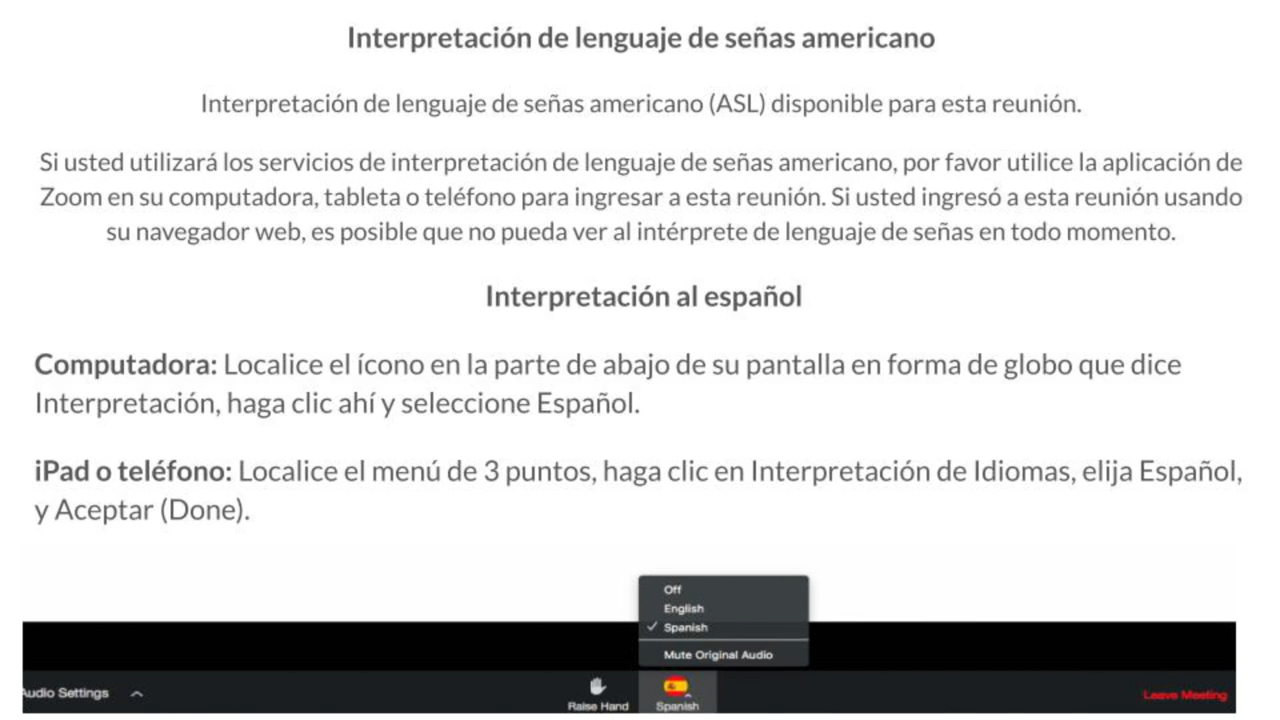 Interpretación de lenguaje de señas americano
Interpretación de lenguaje de señas americano (ASL) disponible para esta reunión.
Si usted utilizará los servicios de interpretación de lenguaje de señas americano, por favor utilice la aplicación de
Zoom en su computadora, tableta o teléfono para ingresar a esta reunión. Si usted ingresó a esta reunión usando
su navegador web, es posible que no pueda ver al intérprete de lenguaje de señas en todo momento.
Interpretación al español
Computadora: Localice el ícono en la parte de abajo de su pantalla en forma de globo que dice
Interpretación, haga clic ahí y seleccione Español.
iPad o teléfono: Localice el menú de 3 puntos, haga clic en Interpretación de Idiomas, elija Español,
y Aceptar (Done).
Off
English
Spanish
Mute Original Audio
Audio Settings
Raise Hand
Spanish
Leave Meeting